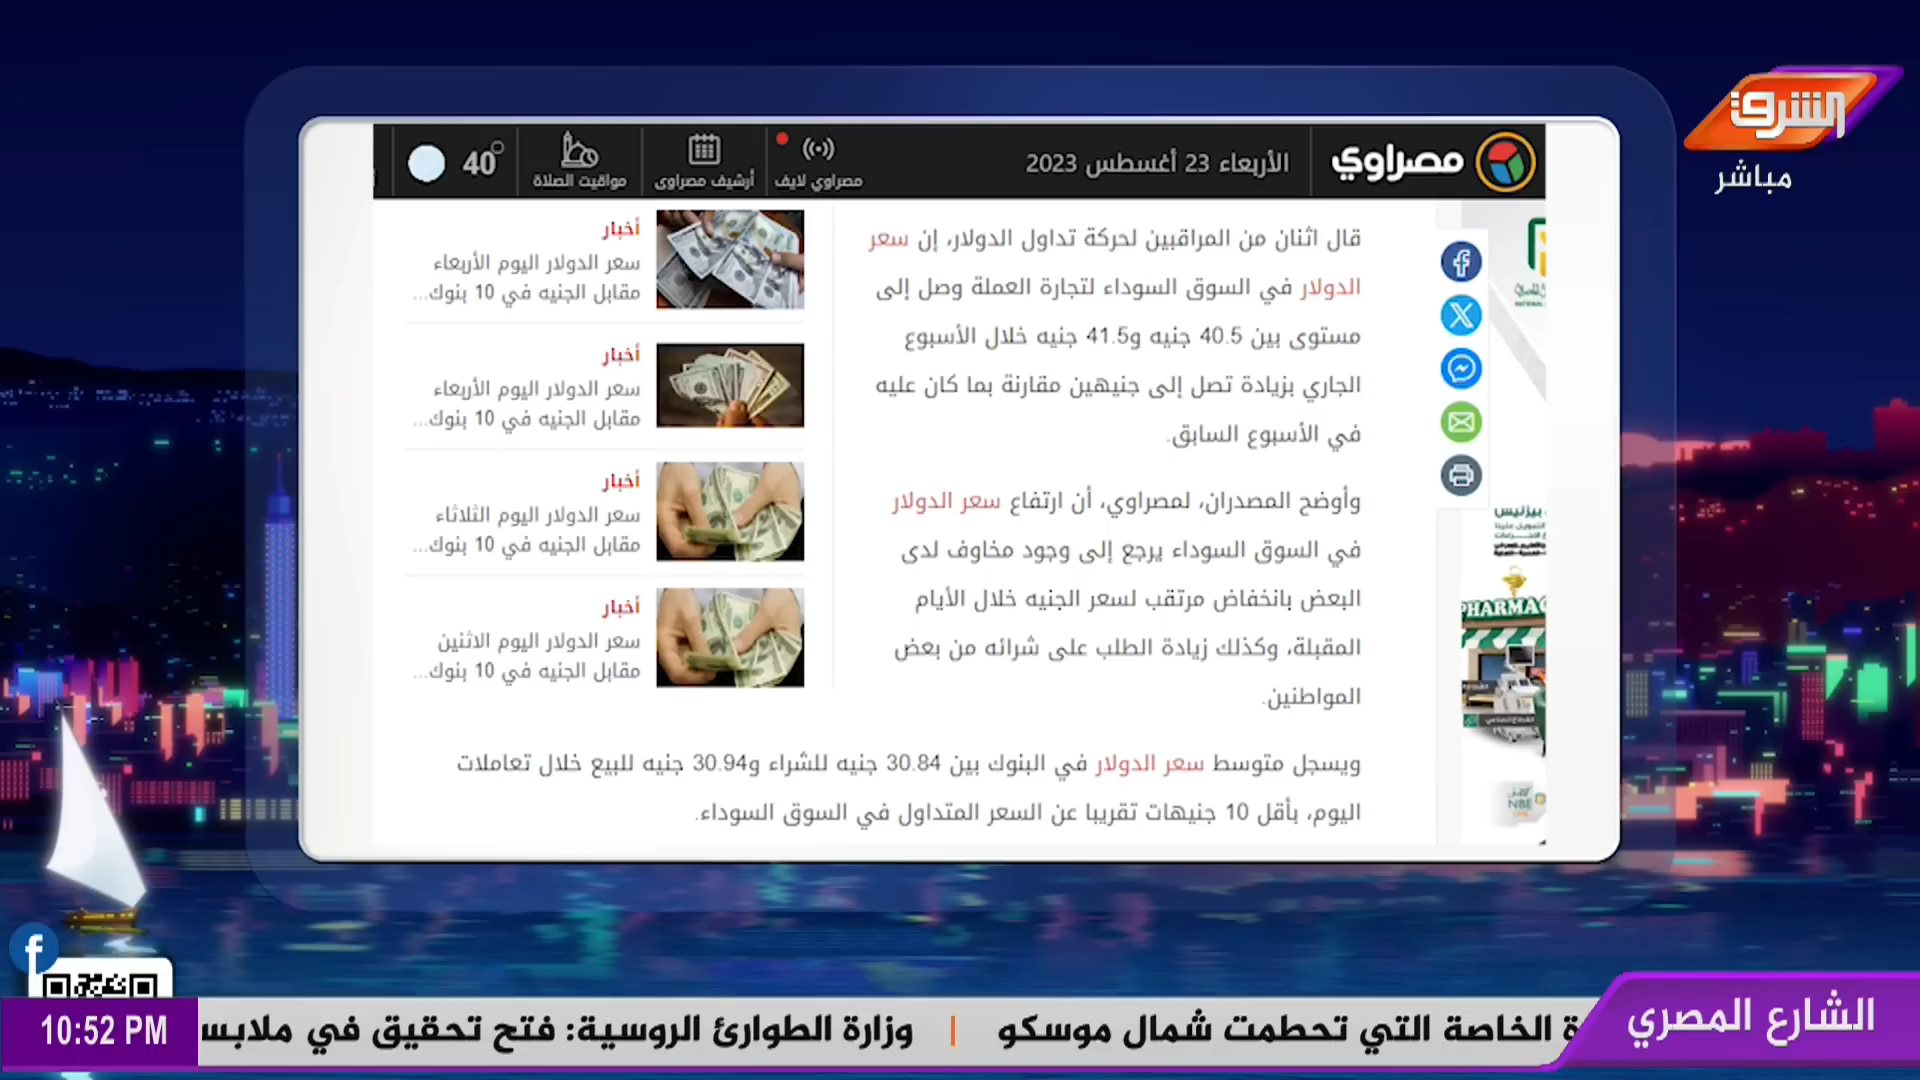 الشرق
مباشر
مصراوي
الأربعاء 23 أغسطس 2023
مصراوي لايف
أرشيف مصراوى
مواقيت الصلاة
40°
قال اثنان من المراقبين لحركة تداول الدولار، إن سعر
الدولار في السوق السوداء لتجارة العملة وصل إلى
مستوى بين 40.5 جنيه و41.5 جنيه خلال الأسبوع
الجاري بزيادة تصل إلى جنيهين مقارنة بما كان عليه
في الأسبوع السابق.
وأوضح المصدران، لمصراوي، أن ارتفاع سعر الدولار
في السوق السوداء يرجع إلى وجود مخاوف لدى
البعض بانخفاض مرتقب لسعر الجنيه خلال الأيام
المقبلة، وكذلك زيادة الطلب على شرائه من بعض
المواطنين.
ويسجل متوسط سعر الدولار في البنوك بين 30.84 جنيه للشراء و30.94 جنيه للبيع خلال تعاملات
اليوم، بأقل 10 جنيهات تقريبا عن السعر المتداول في السوق السوداء.
أخبار
سعر الدولار اليوم الأربعاء
مقابل الجنيه في 10 بنوك...
أخبار
سعر الدولار اليوم الأربعاء
مقابل الجنيه في 10 بنوك...
أخبار
سعر الدولار اليوم الثلاثاء
مقابل الجنيه في 10 بنوك...
أخبار
سعر الدولار اليوم الاثنين
مقابل الجنيه في 10 بنوك...
بيزنيس
PHARMAC
NBE
الشارع المصري
ة الخاصة التي تحطمت شمال موسكو | وزارة الطوارئ الروسية: فتح تحقيق في ملابس
10:52 PM